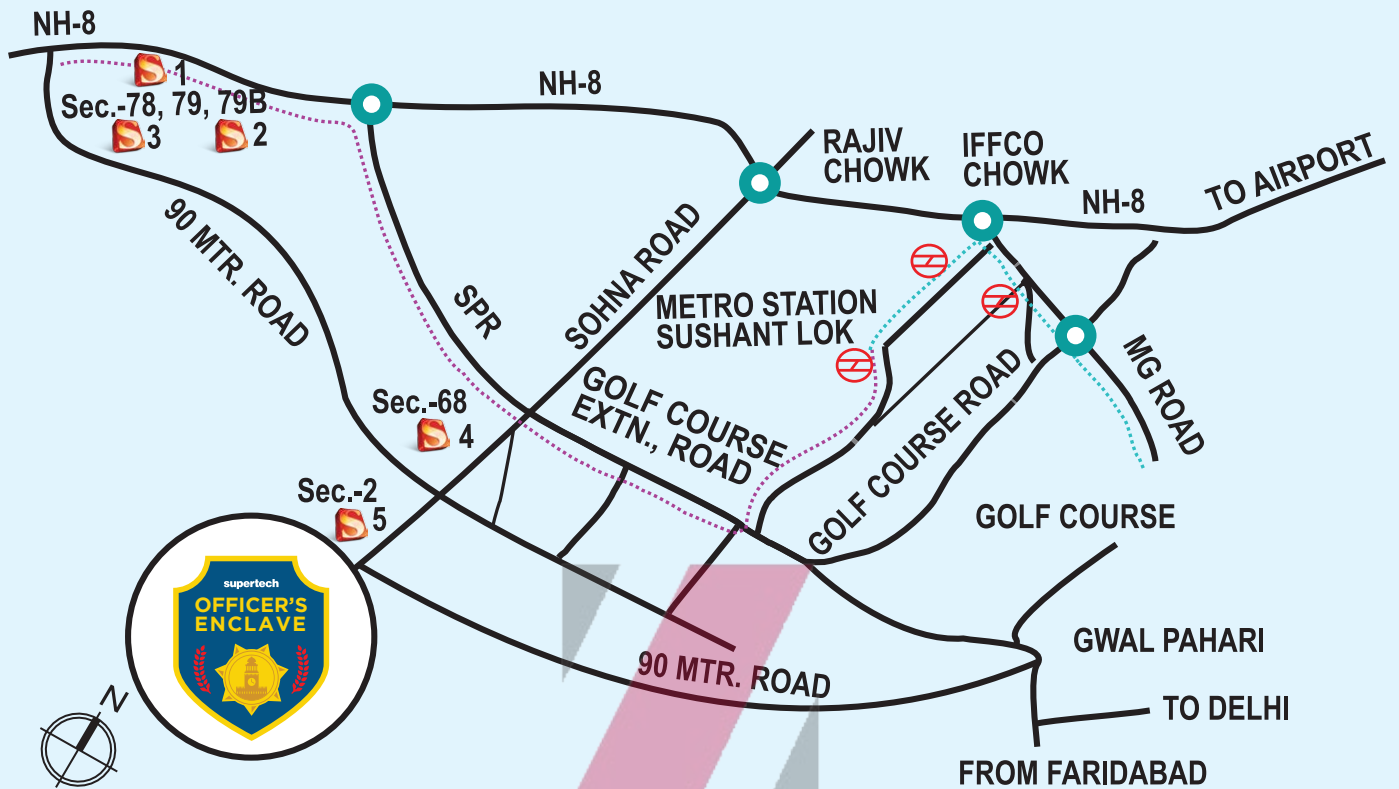 NH-8
S 1
Sec.-78, 79, 79B
S 3
S 2
NH-8
RAJIV
CHOWK
IFFCO
CHOWK
NH-8
TO AIRPORT
90 MTR. ROAD
SPR
SOHNA ROAD
METRO STATION
SUSHANT LOK
MG ROAD
Sec.-68
S 4
GOLF COURSE
EXTN., ROAD
GOLF COURSE ROAD
Sec.-2
S 5
GOLF COURSE
supertech
OFFICER'S
ENCLAVE
GWAL PAHARI
90 MTR. ROAD
TO DELHI
N
FROM FARIDABAD